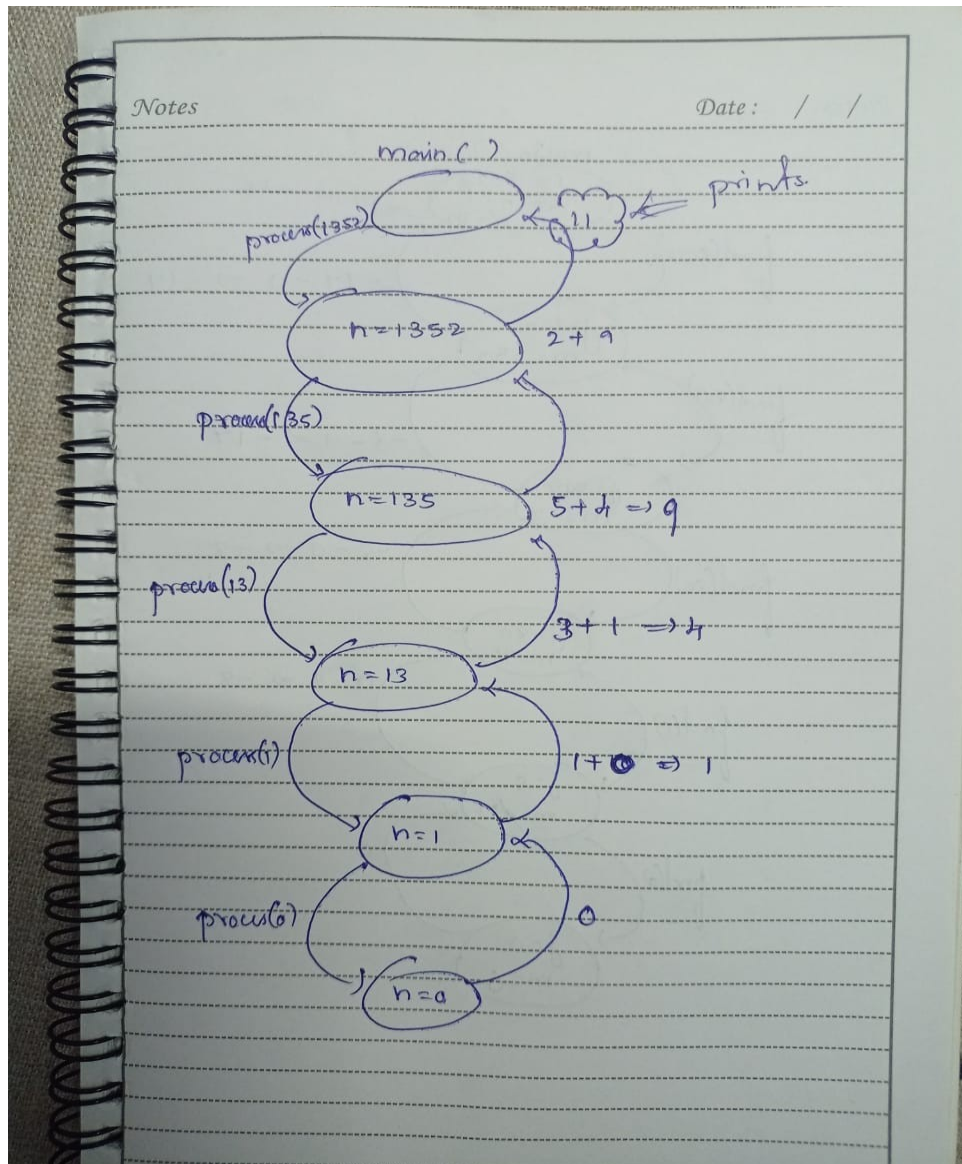 Notes Date : / /
main ( )
prints.
process(1352)
11
n=1352
2+9
process(135)
n=135
5+4 => 9
process(13)
3+1 => 4
n=13
process(1)
1+0 => 1
n=1
process(0)
0
n=0